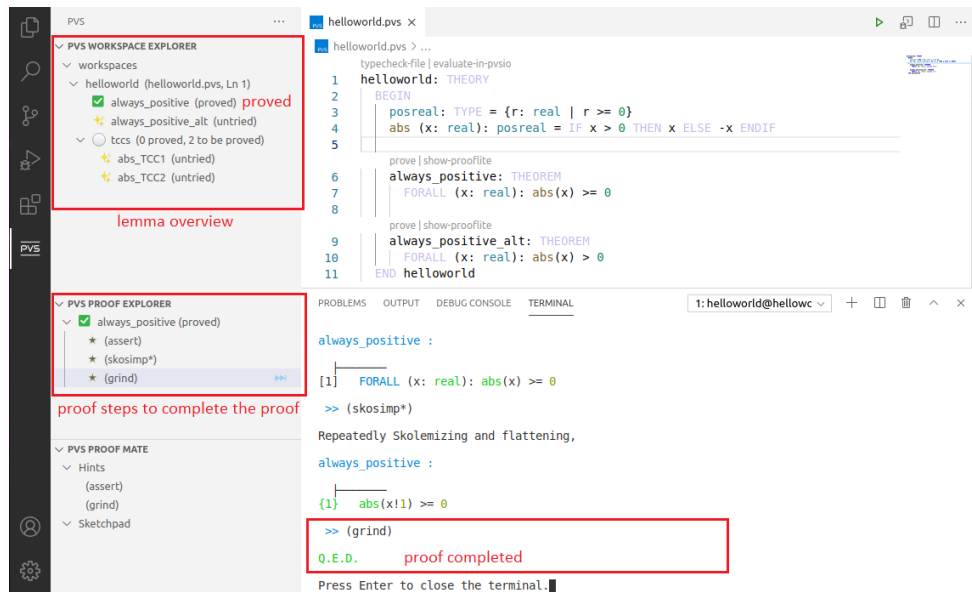 PVS ···
PVS WORKSPACE EXPLORER
workspaces
helloworld (helloworld.pvs, Ln 1)
always_positive (proved) proved
always_positive_alt (untried)
tccs (0 proved, 2 to be proved)
abs_TCC1 (untried)
abs_TCC2 (untried)
lemma overview
PVS
PVS PROOF EXPLORER
always_positive (proved)
(assert)
(skosimp*)
(grind)
proof steps to complete the proof
PVS PROOF MATE
Hints
(assert)
(grind)
Sketchpad
helloworld.pvs ×
helloworld.pvs > ...
typecheck-file | evaluate-in-pvsio
1 helloworld: THEORY
2 BEGIN
3 posreal: TYPE = {r: real | r >= 0}
4 abs (x: real): posreal = IF x > 0 THEN x ELSE -x ENDIF
5
prove | show-prooflite
6 always_positive: THEOREM
7 FORALL (x: real): abs(x) >= 0
8
prove | show-prooflite
9 always_positive_alt: THEOREM
10 FORALL (x: real): abs(x) > 0
11 END helloworld
PROBLEMS OUTPUT DEBUG CONSOLE TERMINAL 1: helloworld@hellowc
always_positive :
|-------
[1] FORALL (x: real): abs(x) >= 0
>> (skosimp*)
Repeatedly Skolemizing and flattening,
always_positive :
|-------
{1} abs(x!1) >= 0
>> (grind)
Q.E.D. proof completed
Press Enter to close the terminal.